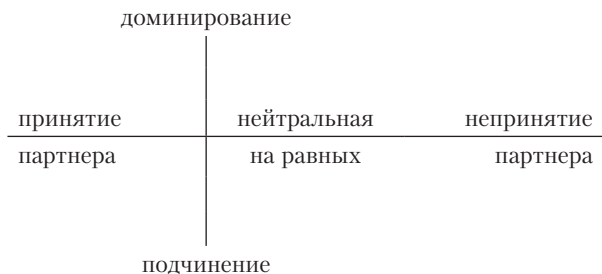 доминирование
принятие нейтральная непринятие
партнера на равных партнера
подчинение